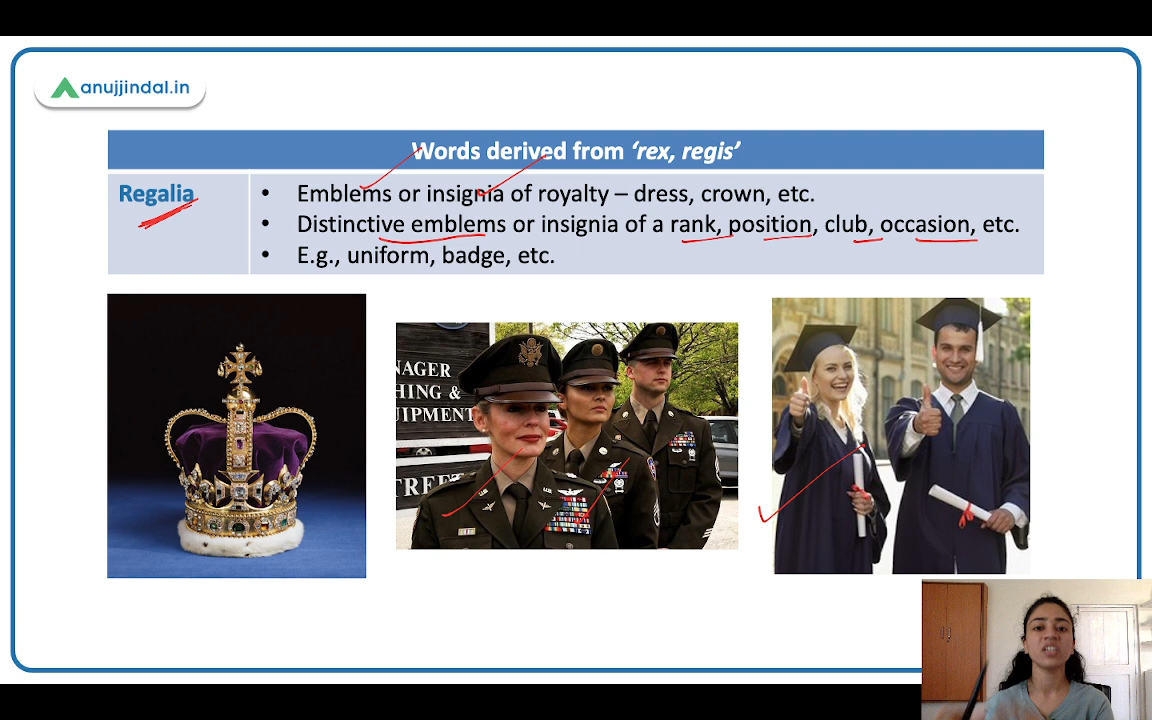 anujjindal.in
Words derived from ‘rex, regis’
Regalia
• Emblems or insignia of royalty – dress, crown, etc.
• Distinctive emblems or insignia of a rank, position, club, occasion, etc.
• E.g., uniform, badge, etc.
NAGER
HING &
UIPMENT
TREE